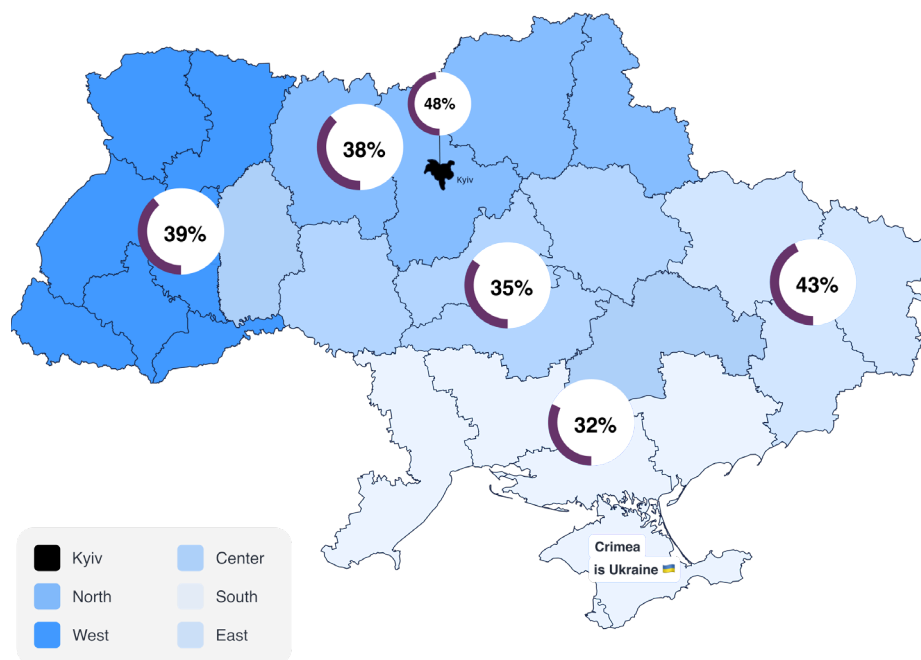 48%
38%
Kyiv
39%
35%
43%
32%
Crimea
is Ukraine 🇺🇦
Kyiv
North
West
Center
South
East